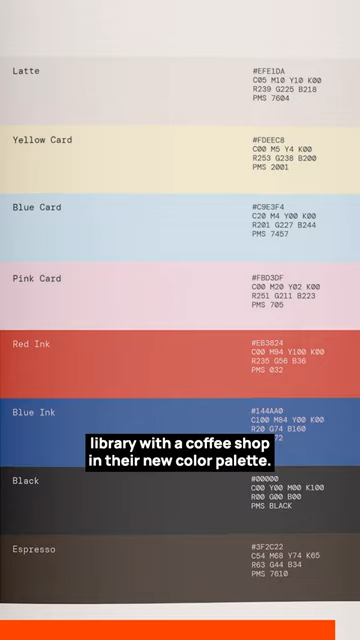 Latte
#EFE1DA
C05 M10 Y10 K00
R239 G225 B218
PMS 7604
Yellow Card
#FDEEC8
C00 M5 Y4 K00
R253 G238 B200
PMS 2001
Blue Card
#C9E3F4
C20 M4 Y00 K00
R201 G227 B244
PMS 7457
Pink Card
#FBD3DF
C00 M20 Y02 K00
R251 G211 B223
PMS 705
Red Ink
#EB3824
C00 M94 Y100 K00
R235 G56 B36
PMS 032
Blue Ink
#144AA0
C100 M84 Y00 K00
R20 G74 B160
72
library with a coffee shop
in their new color palette.
Black
#00000
C00 Y00 M00 K100
R00 G00 B00
PMS BLACK
Espresso
#3F2C22
C54 M68 Y74 K65
R63 G44 B34
PMS 7610